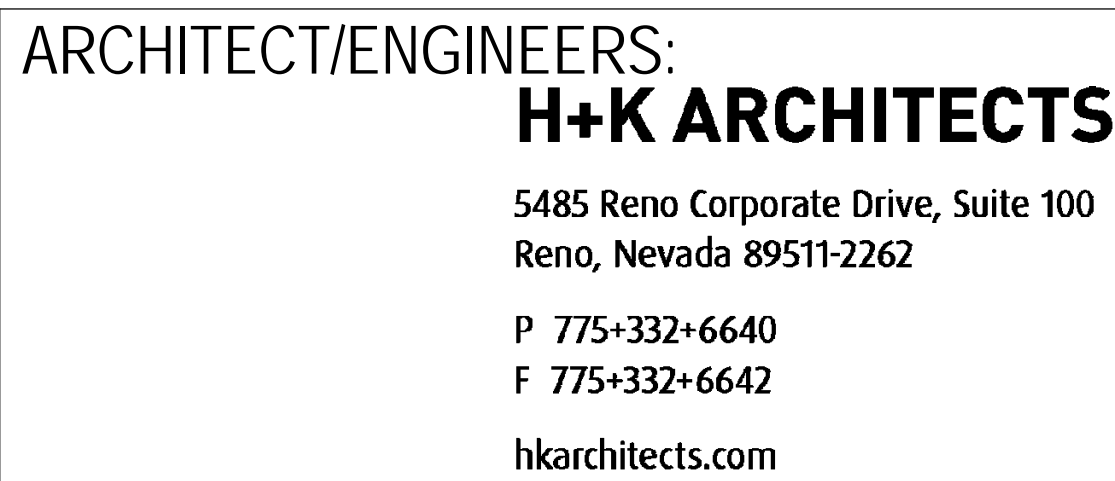 ARCHITECT/ENGINEERS:
H+K ARCHITECTS
5485 Reno Corporate Drive, Suite 100
Reno, Nevada 89511-2262
P 775+332+6640
F 775+332+6642
hkarchitects.com